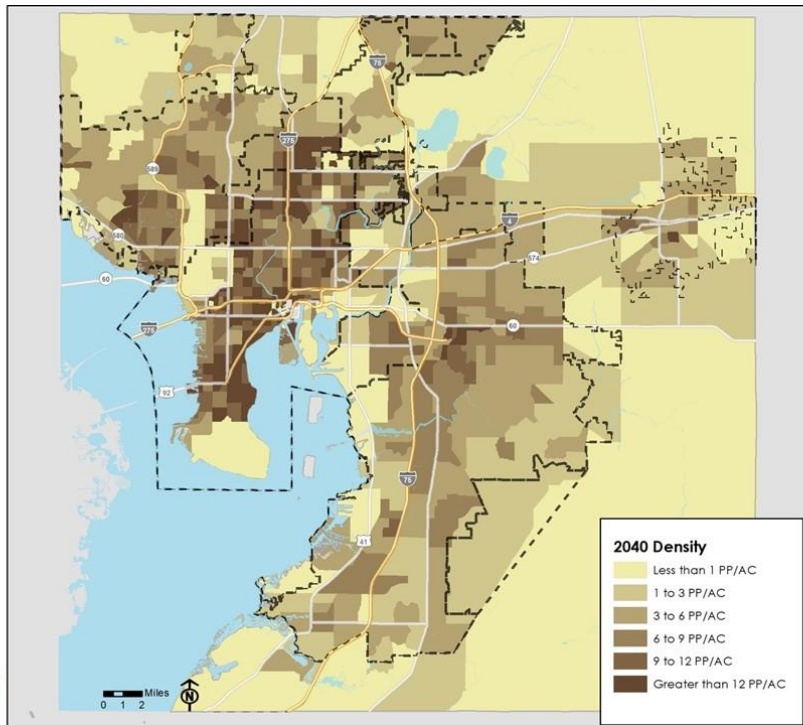 75
275
589
580
4
574
60
60
275
92
75
41
2040 Density
Less than 1 PP/AC
1 to 3 PP/AC
3 to 6 PP/AC
6 to 9 PP/AC
9 to 12 PP/AC
Greater than 12 PP/AC
Miles
0 1 2
N